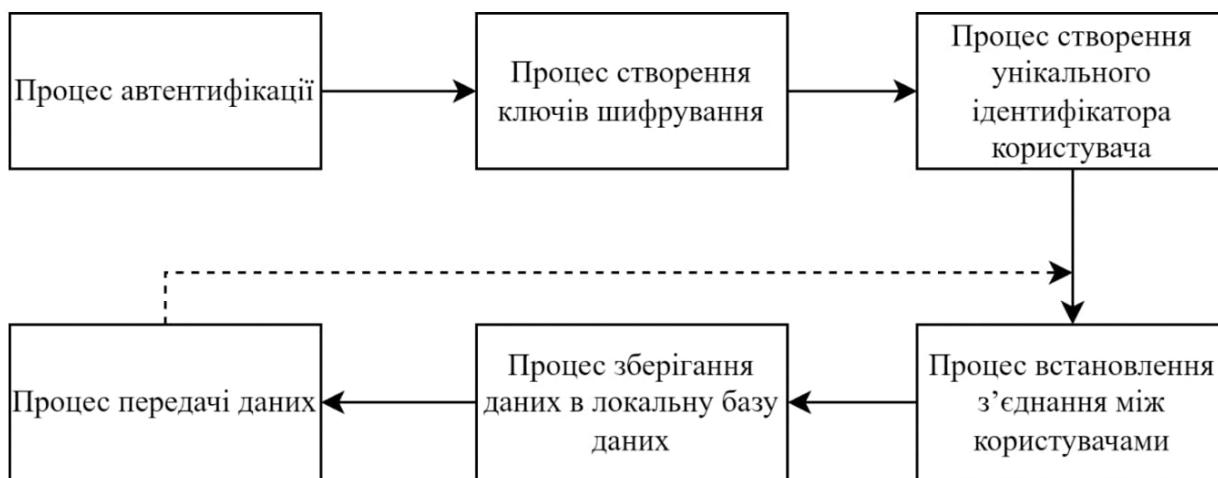 Процес автентифікації
Процес створення
ключів шифрування
Процес створення
унікального
ідентифікатора
користувача
Процес передачі даних
Процес зберігання
даних в локальну базу
даних
Процес встановлення
з’єднання між
користувачами